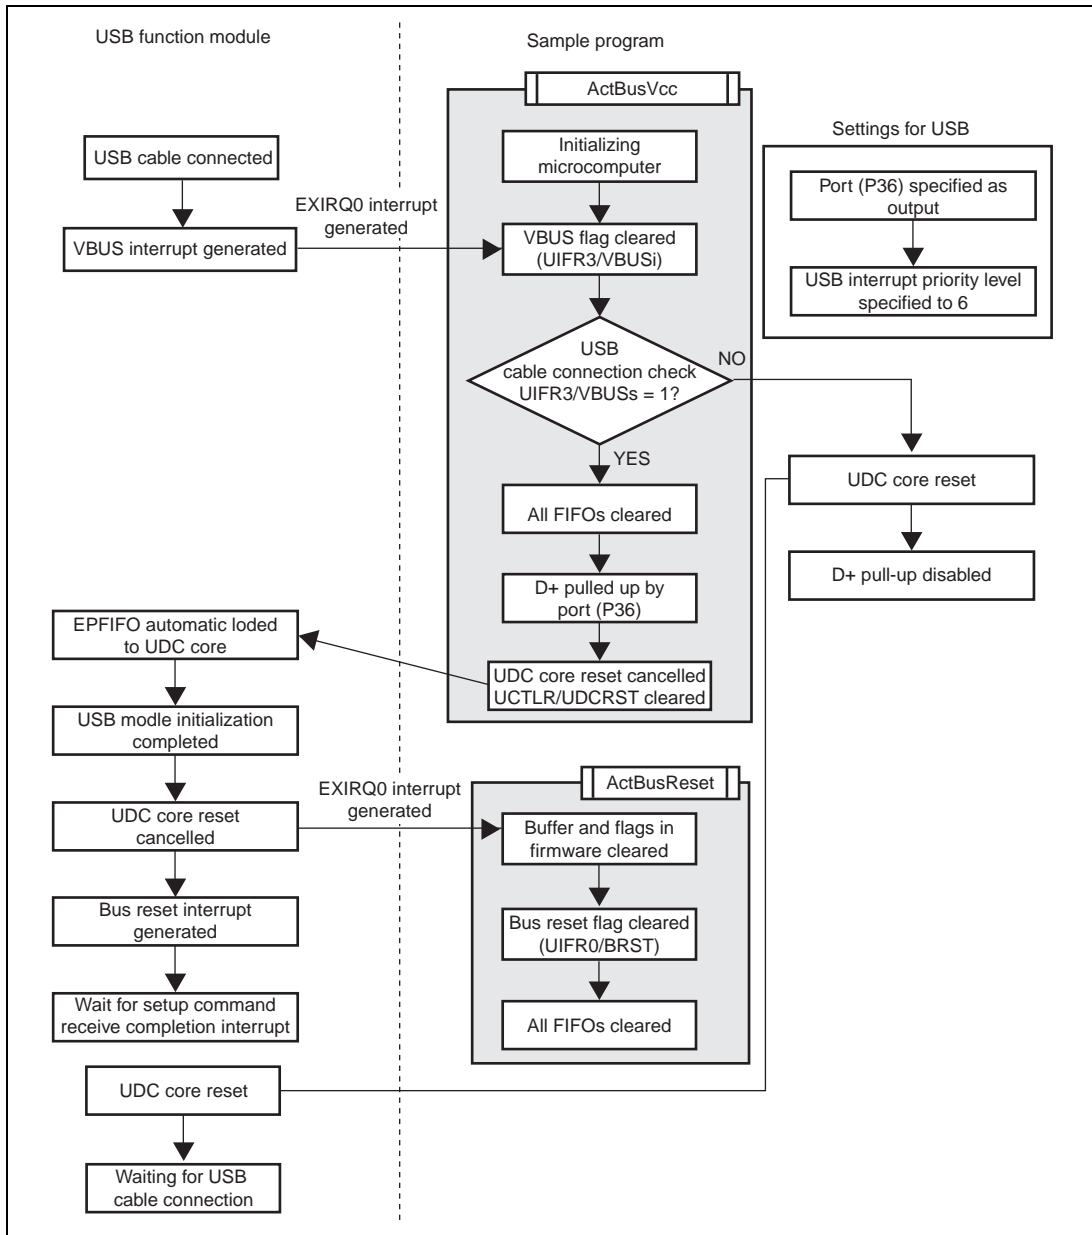 USB function module
Sample program
ActBusVcc
Initializing
microcomputer
Settings for USB
USB cable connected
Port (P36) specified as
output
EXIRQ0 interrupt
generated
VBUS interrupt generated
VBUS flag cleared
(UIFR3/VBUSi)
USB interrupt priority level
specified to 6
USB
cable connection check
UIFR3/VBUSs = 1?
NO
YES
UDC core reset
All FIFOs cleared
D+ pull-up disabled
D+ pulled up by
port (P36)
EPFIFO automatic loded
to UDC core
UDC core reset cancelled
UCTLR/UDCRST cleared
USB modle initialization
completed
ActBusReset
EXIRQ0 interrupt
generated
UDC core reset
cancelled
Buffer and flags in
firmware cleared
Bus reset interrupt
generated
Bus reset flag cleared
(UIFR0/BRST)
Wait for setup command
receive completion interrupt
All FIFOs cleared
UDC core reset
Waiting for USB
cable connection